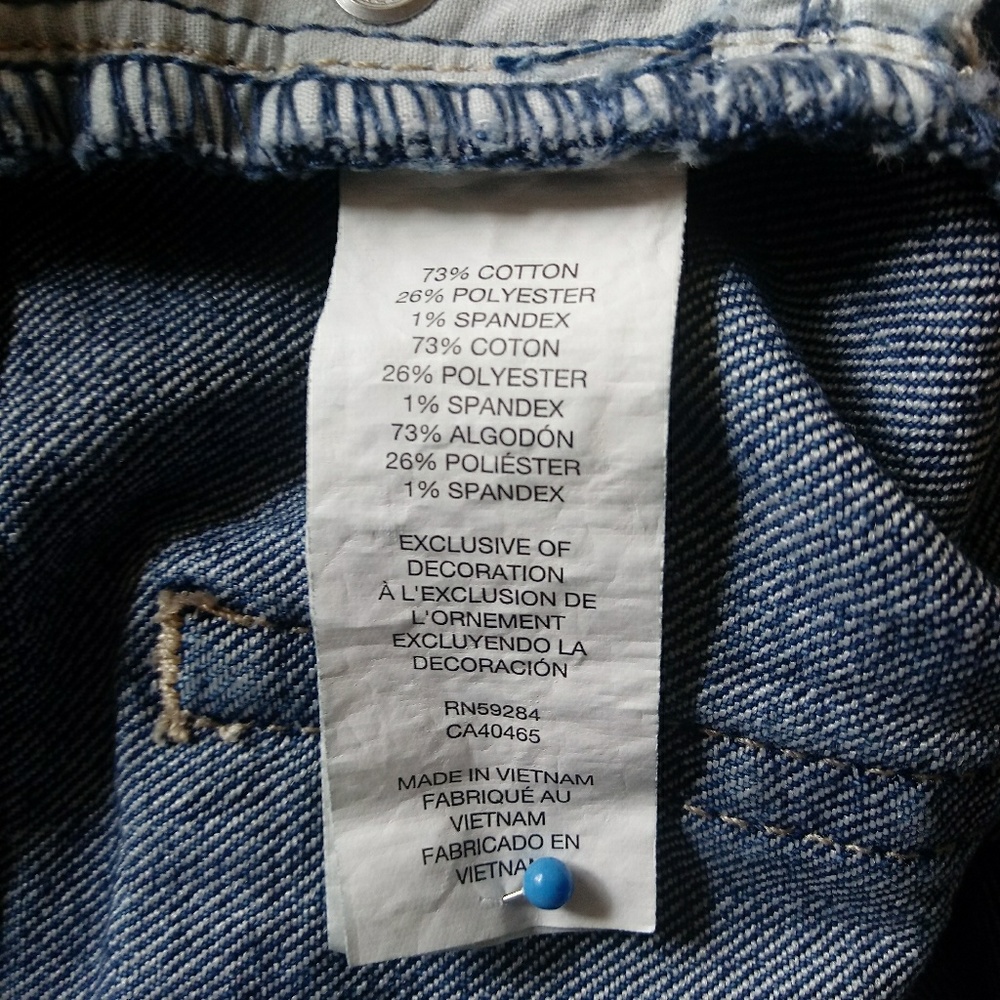 73% COTTON
26% POLYESTER
1% SPANDEX
73% COTON
26% POLYESTER
1% SPANDEX
73% ALGODÓN
26% POLIÉSTER
1% SPANDEX
EXCLUSIVE OF
DECORATION
À L'EXCLUSION DE
L'ORNEMENT
EXCLUYENDO LA
DECORACIÓN
RN59284
CA40465
MADE IN VIETNAM
FABRIQUÉ AU
VIETNAM
FABRICADO EN
VIETNAM